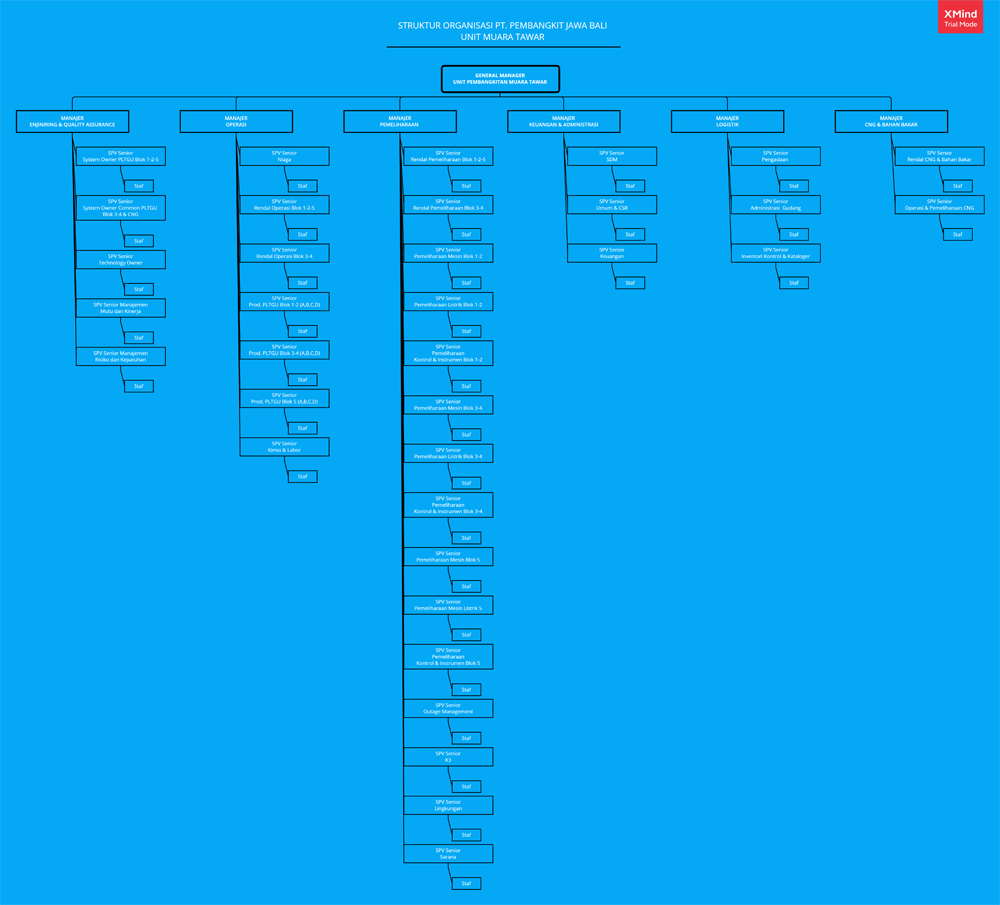 XMind
Trial Mode
STRUKTUR ORGANISASI PT. PEMBANGKIT JAWA BALI
UNIT MUARA TAWAR
GENERAL MANAGER
UNIT PEMBANGKITAN MUARA TAWAR
MANAJER
ENJINIRING & QUALITY ASSURANCE
SPV Senior
System Owner PLTGU Blok 1-2-5
Staf
SPV Senior
System Owner Common PLTGU
Blok 3-4 & CNG
Staf
SPV Senior
Technology Owner
Staf
SPV Senior Manajemen
Mutu dan Kinerja
Staf
SPV Senior Manajemen
Risiko dan Kepatuhan
Staf
MANAJER
OPERASI
SPV Senior
Niaga
Staf
SPV Senior
Rendal Operasi Blok 1-2-5
Staf
SPV Senior
Rendal Operasi Blok 3-4
Staf
SPV Senior
Prod. PLTGU Blok 1-2 (A,B,C,D)
Staf
SPV Senior
Prod. PLTGU Blok 3-4 (A,B,C,D)
Staf
SPV Senior
Prod. PLTGU Blok 5 (A,B,C,D)
Staf
SPV Senior
Kimia & Labor
Staf
MANAJER
PEMELIHARAAN
SPV Senior
Rendal Pemeliharaan Blok 1-2-5
Staf
SPV Senior
Rendal Pemeliharaan Blok 3-4
Staf
SPV Senior
Pemeliharaan Mesin Blok 1-2
Staf
SPV Senior
Pemeliharaan Listrik Blok 1-2
Staf
SPV Senior
Pemeliharaan
Kontrol & Instrumen Blok 1-2
Staf
SPV Senior
Pemeliharaan Mesin Blok 3-4
Staf
SPV Senior
Pemeliharaan Listrik Blok 3-4
Staf
SPV Senior
Pemeliharaan
Kontrol & Instrumen Blok 3-4
Staf
SPV Senior
Pemeliharaan Mesin Blok 5
Staf
SPV Senior
Pemeliharaan Mesin Listrik 5
Staf
SPV Senior
Pemeliharaan
Kontrol & Instrumen Blok 5
Staf
SPV Senior
Outage Management
Staf
SPV Senior
K3
Staf
SPV Senior
Lingkungan
Staf
SPV Senior
Sarana
Staf
MANAJER
KEUANGAN & ADMINISTRASI
SPV Senior
SDM
Staf
SPV Senior
Umum & CSR
Staf
SPV Senior
Keuangan
Staf
MANAJER
LOGISTIK
SPV Senior
Pengadaan
Staf
SPV Senior
Administrasi Gudang
Staf
SPV Senior
Inventori Kontrol & Kataloger
Staf
MANAJER
CNG & BAHAN BAKAR
SPV Senior
Rendal CNG & Bahan Bakar
Staf
SPV Senior
Operasi & Pemeliharaan CNG
Staf